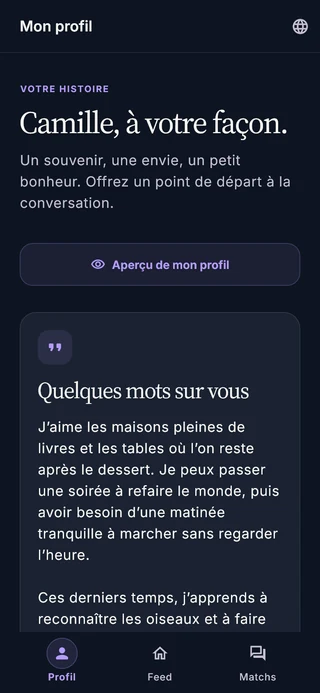 Mon profil
VOTRE HISTOIRE
Camille, à votre façon.
Un souvenir, une envie, un petit
bonheur. Offrez un point de départ à la
conversation.
Aperçu de mon profil
Quelques mots sur vous
J’aime les maisons pleines de
livres et les tables où l’on reste
après le dessert. Je peux passer
une soirée à refaire le monde, puis
avoir besoin d’une matinée
tranquille à marcher sans regarder
l’heure.
Ces derniers temps, j’apprends à
reconnaître les oiseaux et à faire
Profil
Feed
Matchs